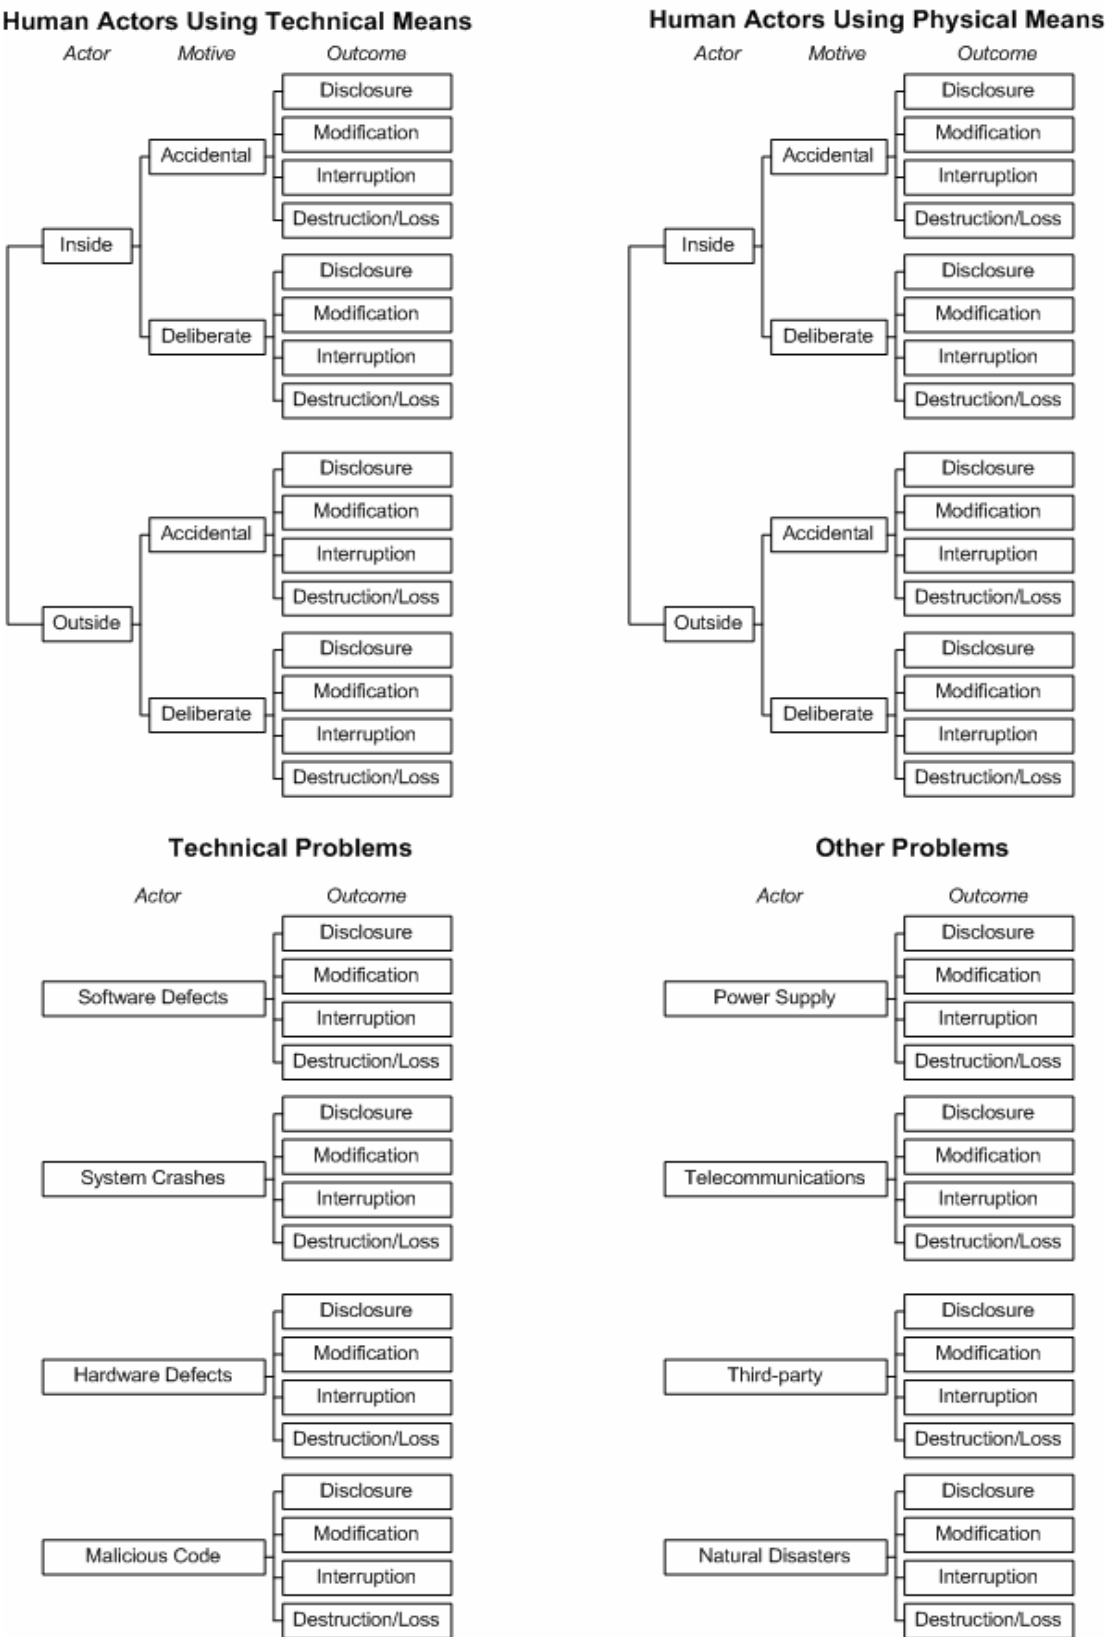 Human Actors Using Technical Means
Actor Motive Outcome
Disclosure
Modification
Accidental
Interruption
Destruction/Loss
Inside
Disclosure
Modification
Deliberate
Interruption
Destruction/Loss
Disclosure
Modification
Accidental
Interruption
Destruction/Loss
Outside
Disclosure
Modification
Deliberate
Interruption
Destruction/Loss
Human Actors Using Physical Means
Actor Motive Outcome
Disclosure
Modification
Accidental
Interruption
Destruction/Loss
Inside
Disclosure
Modification
Deliberate
Interruption
Destruction/Loss
Disclosure
Modification
Accidental
Interruption
Destruction/Loss
Outside
Disclosure
Modification
Deliberate
Interruption
Destruction/Loss
Technical Problems
Actor Outcome
Disclosure
Modification
Software Defects
Interruption
Destruction/Loss
Disclosure
Modification
System Crashes
Interruption
Destruction/Loss
Disclosure
Modification
Hardware Defects
Interruption
Destruction/Loss
Disclosure
Modification
Malicious Code
Interruption
Destruction/Loss
Other Problems
Actor Outcome
Disclosure
Modification
Power Supply
Interruption
Destruction/Loss
Disclosure
Modification
Telecommunications
Interruption
Destruction/Loss
Disclosure
Modification
Third-party
Interruption
Destruction/Loss
Disclosure
Modification
Natural Disasters
Interruption
Destruction/Loss